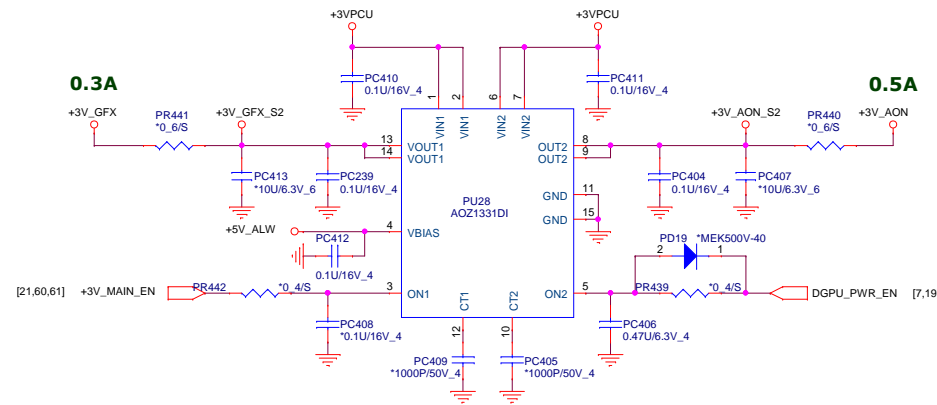 +3VPCU
+3VPCU
PC410
0.1U/16V_4
PC411
0.1U/16V_4
0.3A
0.5A
+3V_GFX
PR441
*0_6/S
+3V_GFX_S2
+3V_AON_S2
PR440
*0_6/S
+3V_AON
1
2
6
7
VIN1
VIN1
VIN2
VIN2
13
VOUT1
14
VOUT1
8
OUT2
9
OUT2
PC413
*10U/6.3V_6
PC239
0.1U/16V_4
PC404
0.1U/16V_4
PC407
*10U/6.3V_6
PU28
AOZ1331DI
11
GND
15
GND
+5V_ALW
4
VBIAS
PC412
0.1U/16V_4
PD19
*MEK500V-40
2
1
[21,60,61]
+3V_MAIN_EN
PR442
*0_4/S
3
ON1
5
ON2
PR439
*0_4/S
DGPU_PWR_EN
[7,19
CT1
CT2
12
10
PC408
*0.1U/16V_4
PC406
0.47U/6.3V_4
PC409
*1000P/50V_4
PC405
*1000P/50V_4